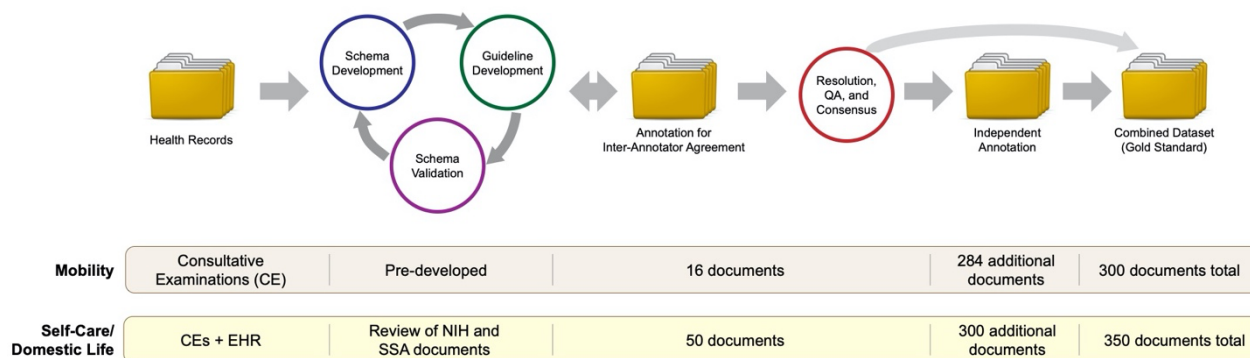 Schema
Development
Guideline
Development
Schema
Validation
Health Records
Annotation for
Inter-Annotator Agreement
Resolution,
QA, and
Consensus
Independent
Annotation
Combined Dataset
(Gold Standard)
Mobility
Consultative
Examinations (CE)
Pre-developed
16 documents
284 additional
documents
300 documents total
Self-Care/
Domestic Life
CEs + EHR
Review of NIH and
SSA documents
50 documents
300 additional
documents
350 documents total